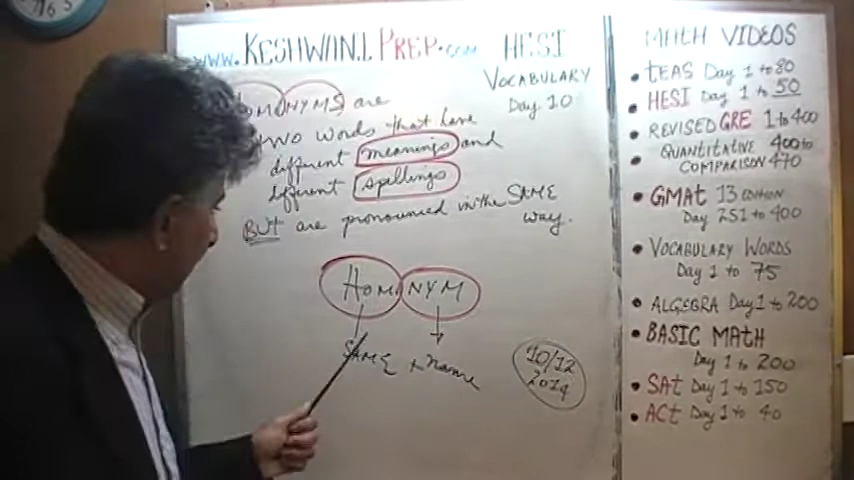 www.KESHWANIPREP.com
HESI
VOCABULARY
Day 10
HOMONYMS are
TWO words that have
different meanings and
different spellings
BUT are pronounced in the SAME
way.
HOMONYM
SAME + name
10/12
2014
MATH VIDEOS
TEAS Day 1 to 80
HESI Day 1 to 50
REVISED GRE 1 to 400
QUANTITATIVE 400 to
COMPARISON 470
GMAT 13 EDITION
Day 251 to 400
VOCABULARY WORDS
Day 1 to 75
ALGEBRA Day 1 to 200
BASIC MATH
Day 1 to 200
SAT Day 1 to 150
ACT Day 1 to 40